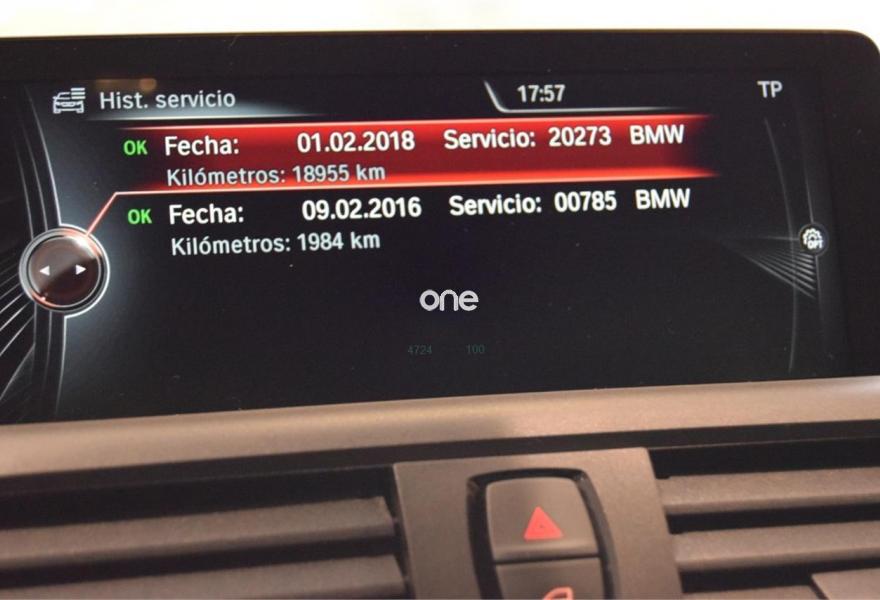 Hist. servicio 17:57 TP
OK Fecha: 01.02.2018 Servicio: 20273 BMW
Kilómetros: 18955 km
OK Fecha: 09.02.2016 Servicio: 00785 BMW
Kilómetros: 1984 km
OPT
one
4724 100